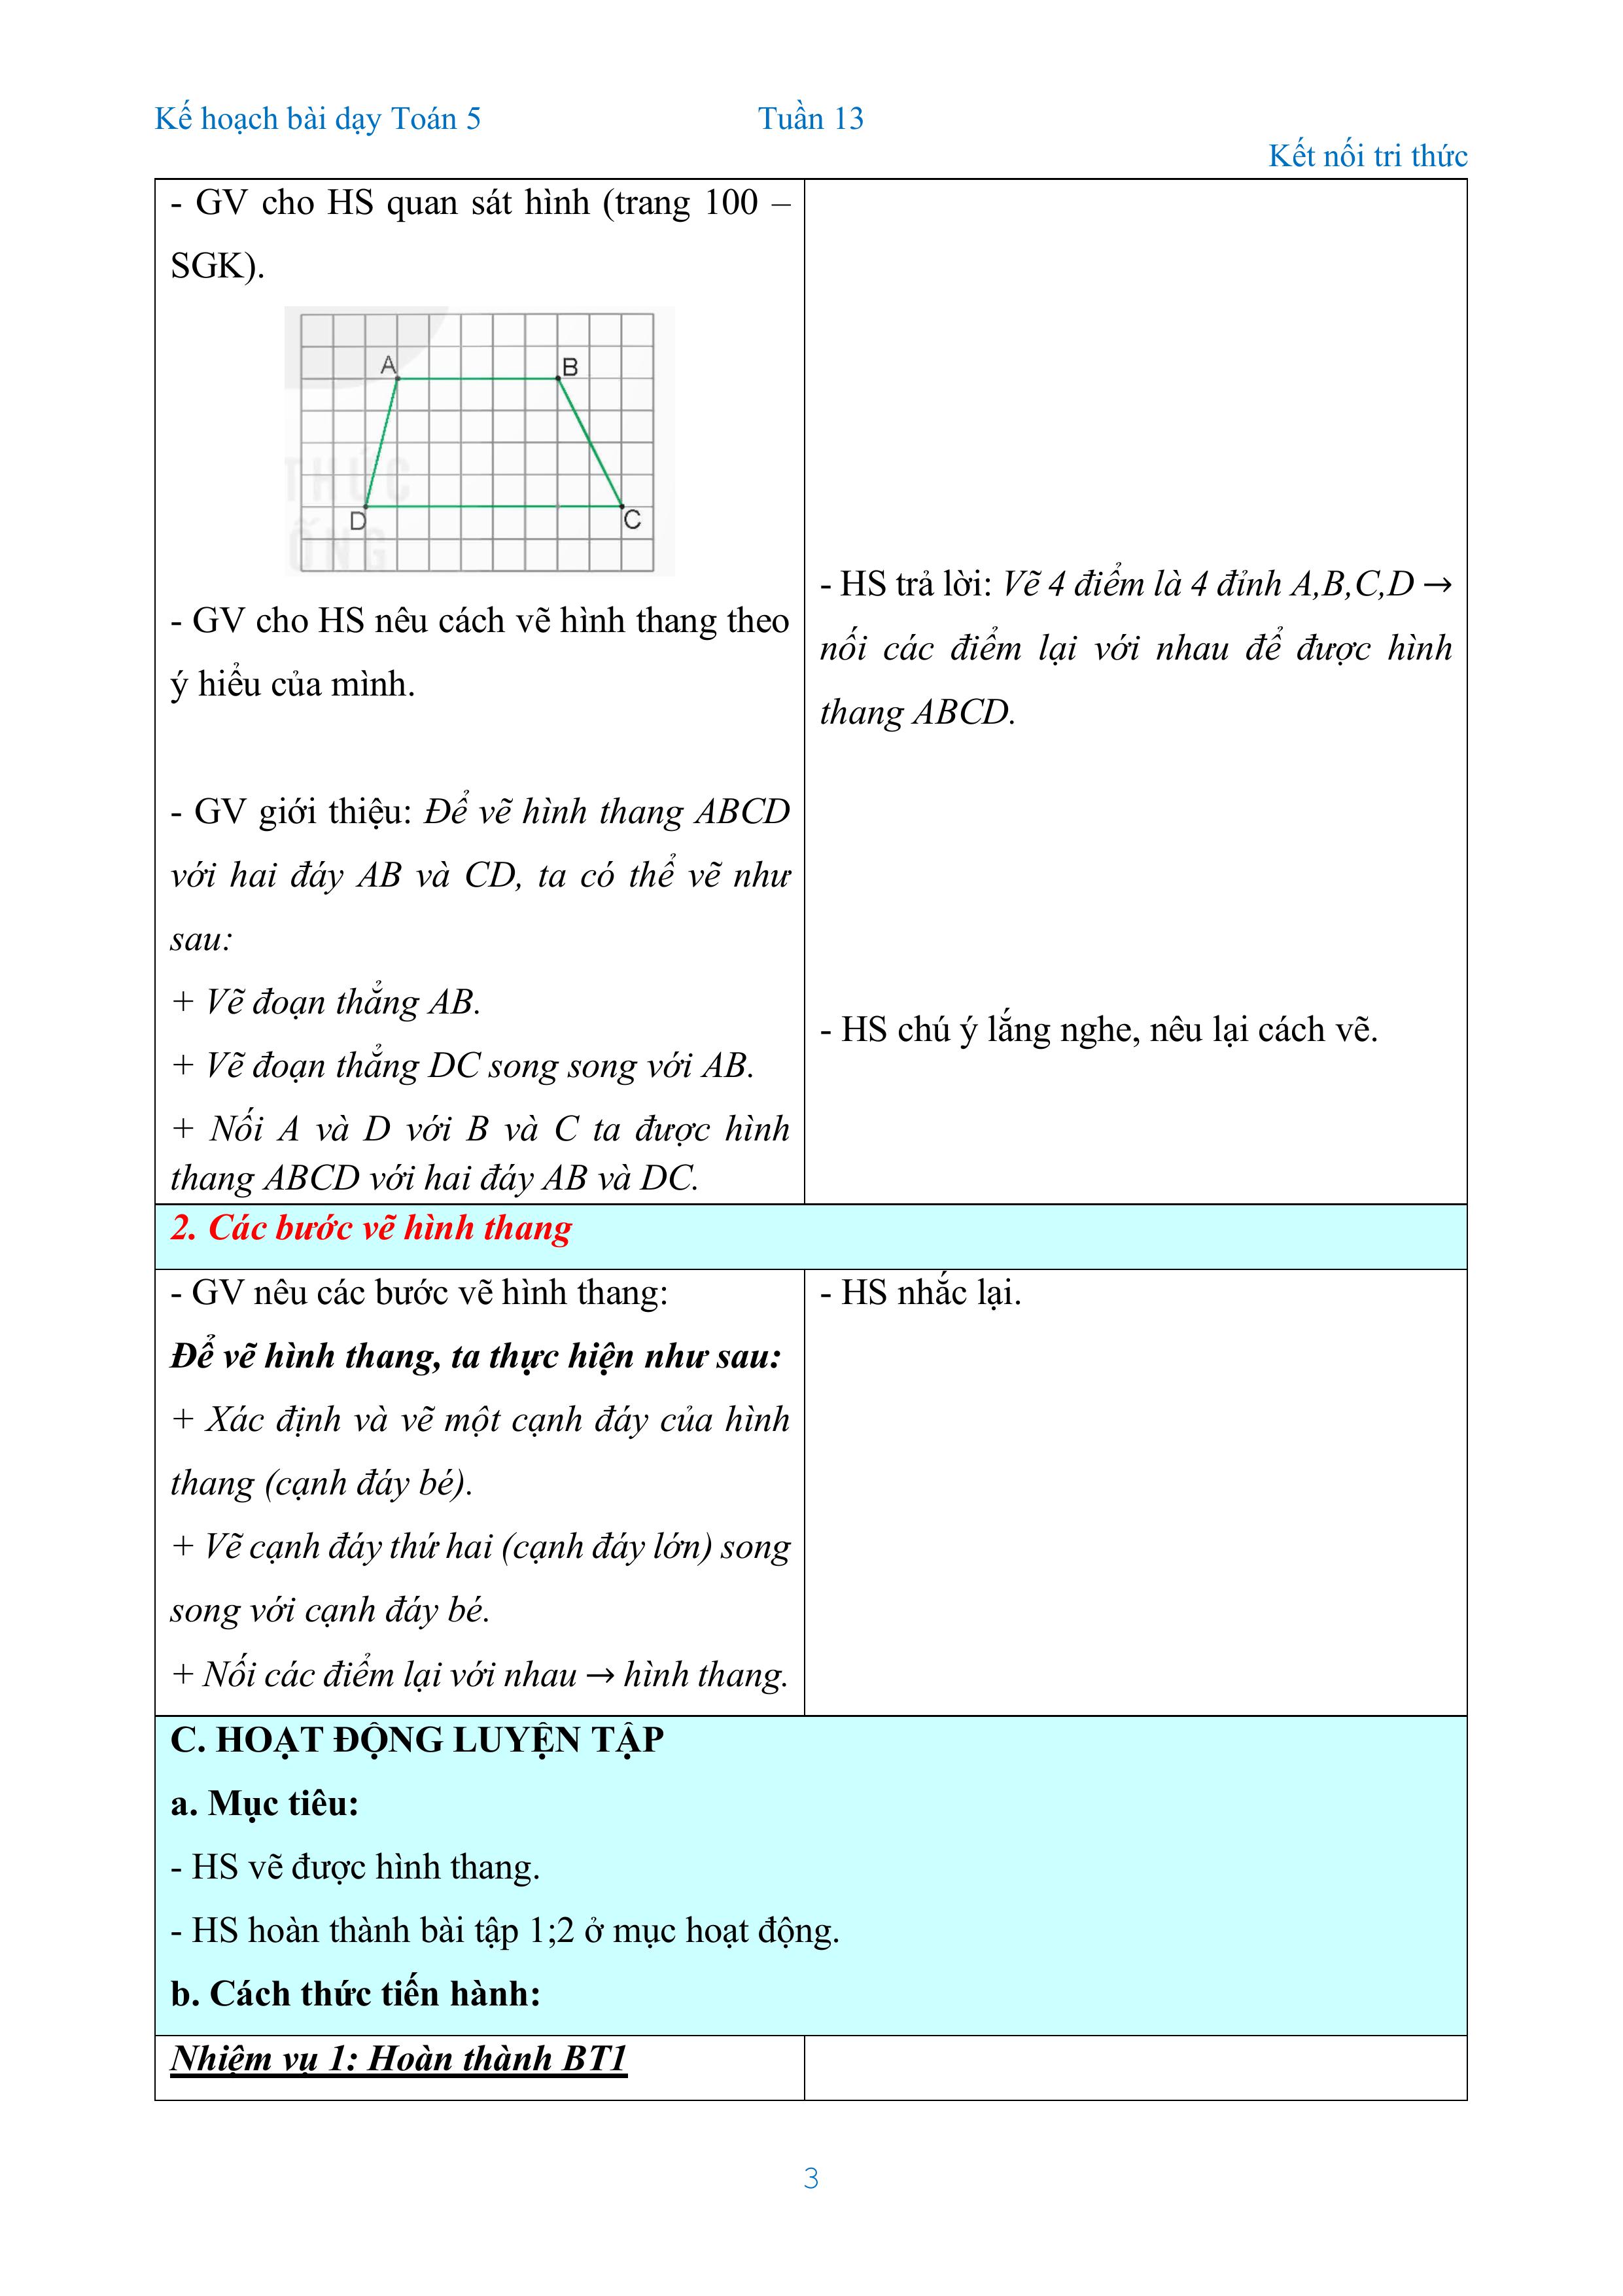 Kế hoạch bài dạy Toán 5 Tuần 13
Kết nối tri thức
- GV cho HS quan sát hình (trang 100 –
SGK).
A
B
THỨC
D
C
ỐNG
- GV cho HS nêu cách vẽ hình thang theo
ý hiểu của mình.
- GV giới thiệu: Để vẽ hình thang ABCD
với hai đáy AB và CD, ta có thể vẽ như
sau:
+ Vẽ đoạn thẳng AB.
+ Vẽ đoạn thẳng DC song song với AB.
+ Nối A và D với B và C ta được hình
thang ABCD với hai đáy AB và DC.
- HS trả lời: Vẽ 4 điểm là 4 đỉnh A,B,C,D →
nối các điểm lại với nhau để được hình
thang ABCD.
- HS chú ý lắng nghe, nêu lại cách vẽ.
2. Các bước vẽ hình thang
- GV nêu các bước vẽ hình thang:
Để vẽ hình thang, ta thực hiện như sau:
+ Xác định và vẽ một cạnh đáy của hình
thang (cạnh đáy bé).
+ Vẽ cạnh đáy thứ hai (cạnh đáy lớn) song
song với cạnh đáy bé.
+ Nối các điểm lại với nhau → hình thang.
- HS nhắc lại.
C. HOẠT ĐỘNG LUYỆN TẬP
a. Mục tiêu:
- HS vẽ được hình thang.
- HS hoàn thành bài tập 1;2 ở mục hoạt động.
b. Cách thức tiến hành:
Nhiệm vụ 1: Hoàn thành BT1
3